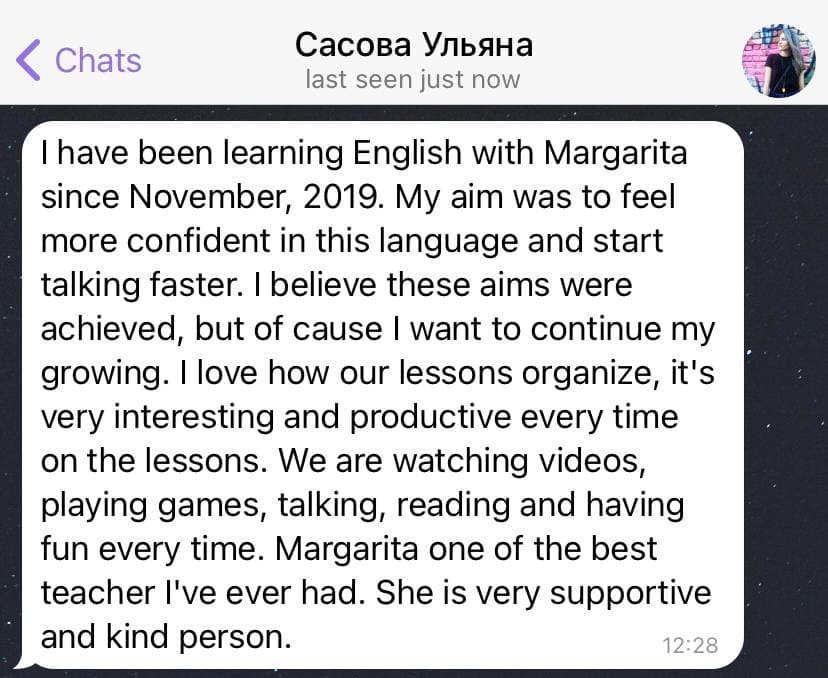 Chats
Сасова Ульяна
last seen just now
I have been learning English with Margarita
since November, 2019. My aim was to feel
more confident in this language and start
talking faster. I believe these aims were
achieved, but of cause I want to continue my
growing. I love how our lessons organize, it's
very interesting and productive every time
on the lessons. We are watching videos,
playing games, talking, reading and having
fun every time. Margarita one of the best
teacher I've ever had. She is very supportive
and kind person.
12:28